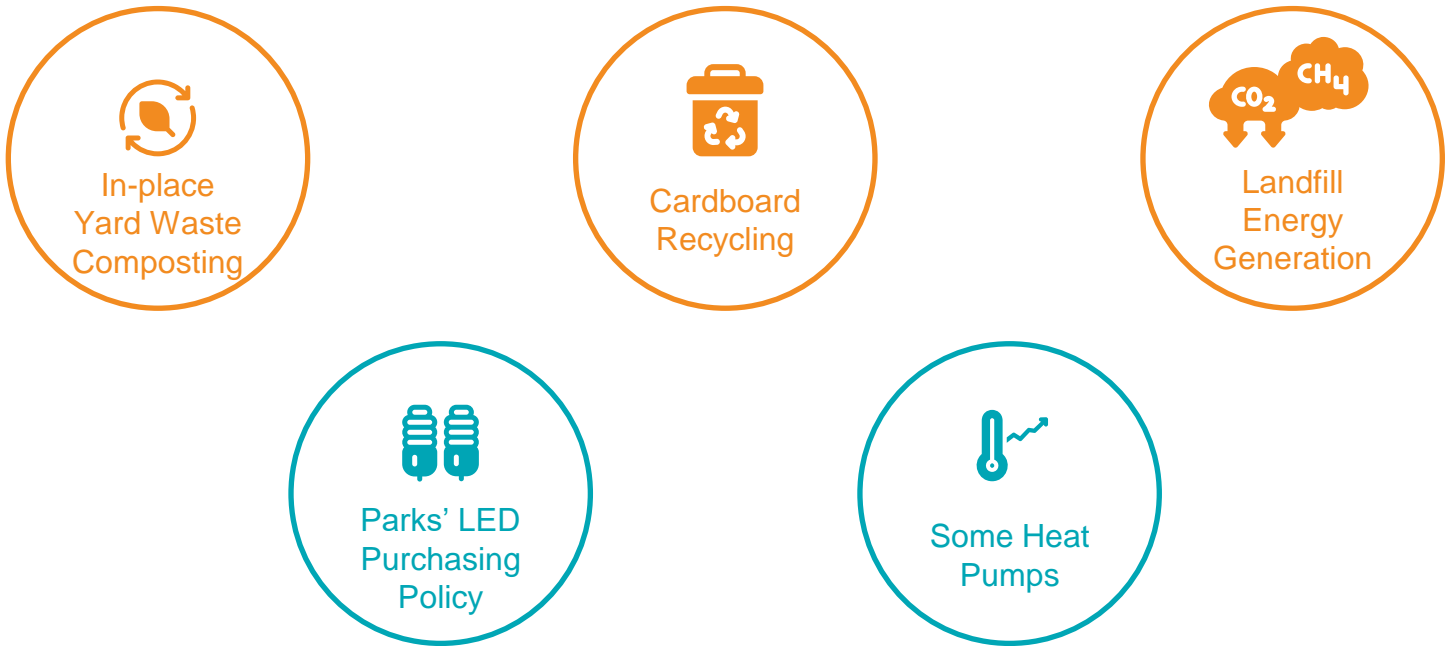 In-place
Yard Waste
Composting
Cardboard
Recycling
CO₂
CH₄
Landfill
Energy
Generation
Parks’ LED
Purchasing
Policy
Some Heat
Pumps